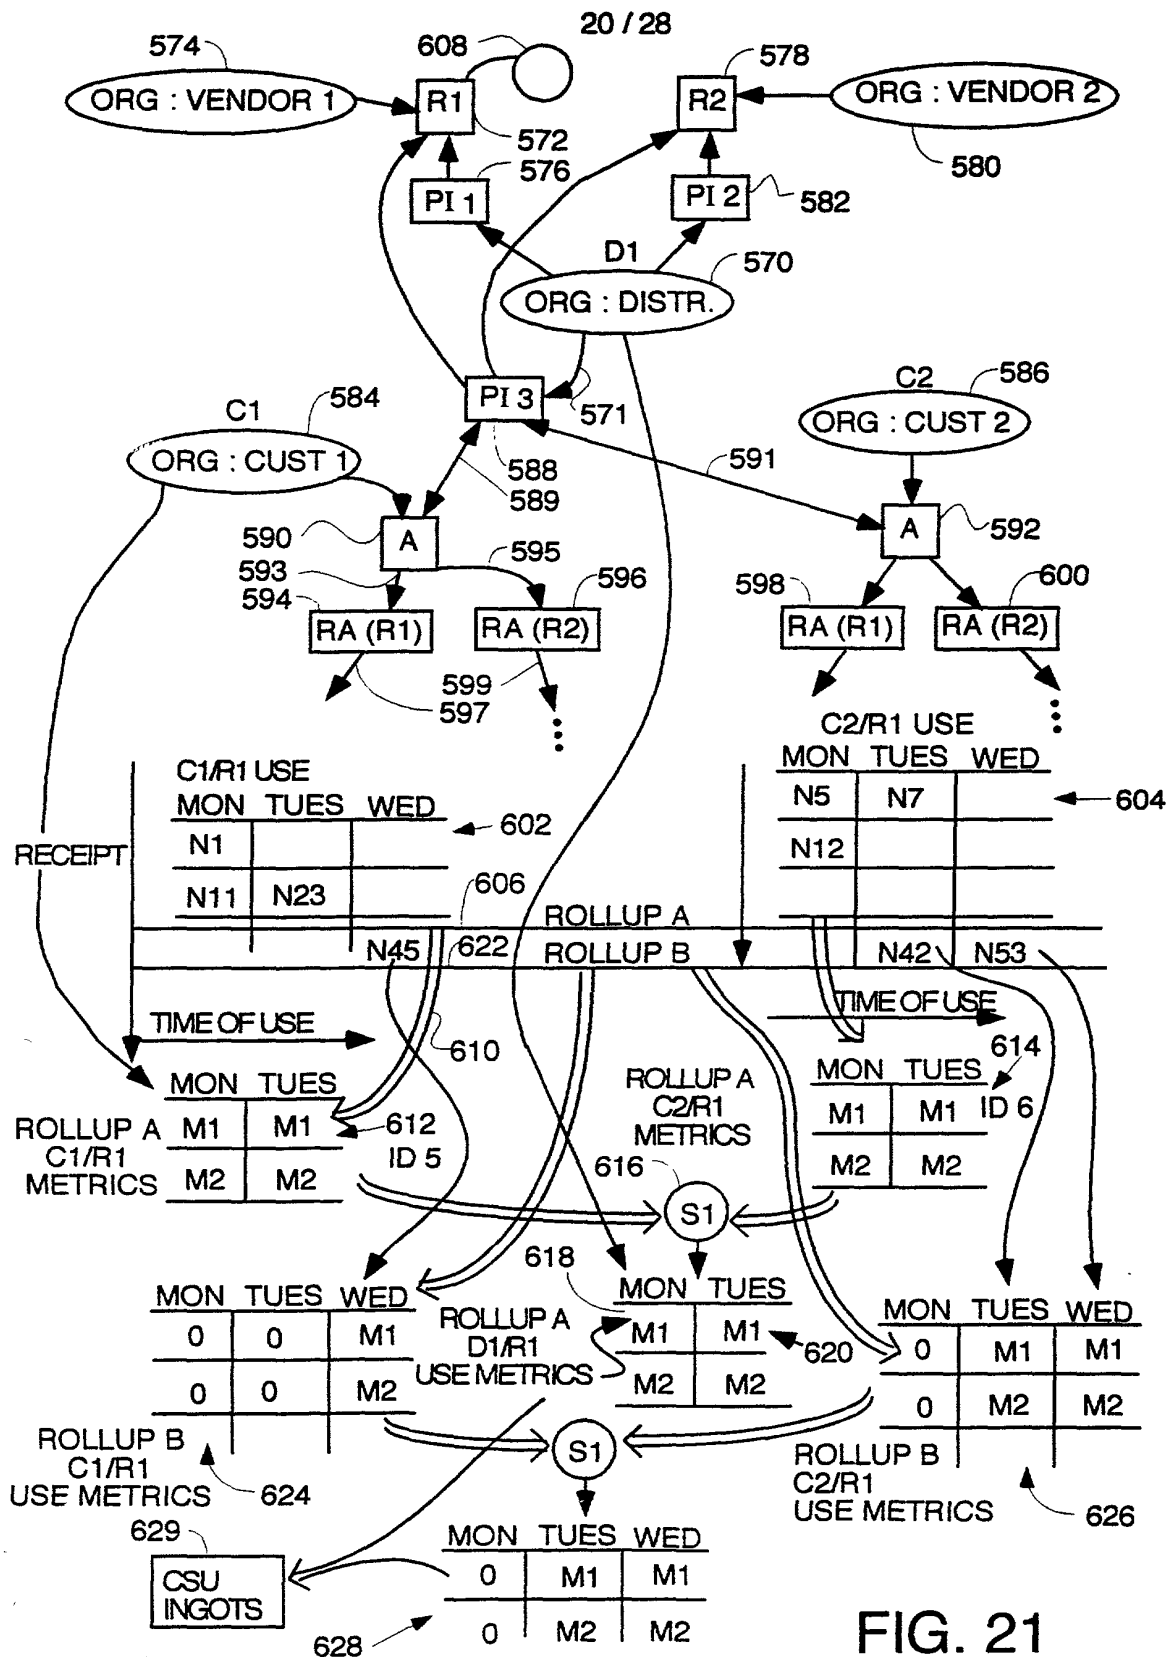 20 / 28
574
608
578
ORG : VENDOR 1
R1
R2
ORG : VENDOR 2
572
576
580
PI 1
PI 2
582
D1
570
ORG : DISTR.
C2
586
C1
584
PI 3
571
ORG : CUST 2
ORG : CUST 1
588
589
591
590
A
595
A
592
593
594
596
598
600
RA (R1)
RA (R2)
RA (R1)
RA (R2)
599
597
C2/R1 USE
MON TUES WED
C1/R1 USE
MON TUES WED
N5 N7
604
602
N1
N12
RECEIPT
N11 N23
606
ROLLUP A
N45
622
ROLLUP B
N42 N53
TIME OF USE
TIME OF USE
610
614
MON TUES
MON TUES
ROLLUP A
C2/R1
METRICS
M1 M1
ID 6
M1 M1
612
ID 5
ROLLUP A
C1/R1
METRICS
M2 M2
M2 M2
616
S1
618
MON TUES
MON TUES WED
MON TUES WED
ROLLUP A
D1/R1
USE METRICS
M1 M1
620
0 0 M1
0 M1 M1
M2 M2
0 0 M2
0 M2 M2
S1
ROLLUP B
C1/R1
USE METRICS
624
ROLLUP B
C2/R1
USE METRICS
626
629
MON TUES WED
CSU
INGOTS
0 M1 M1
0 M2 M2
628
FIG. 21